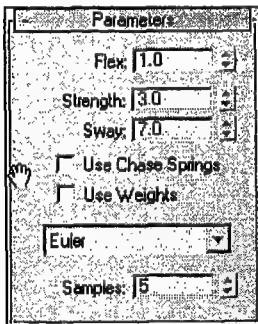 - Parameters
Flex: 1.0
Strength: 3.0
Sway: 7.0
Use Chase Springs
Use Weights
Euler
Samples: 5